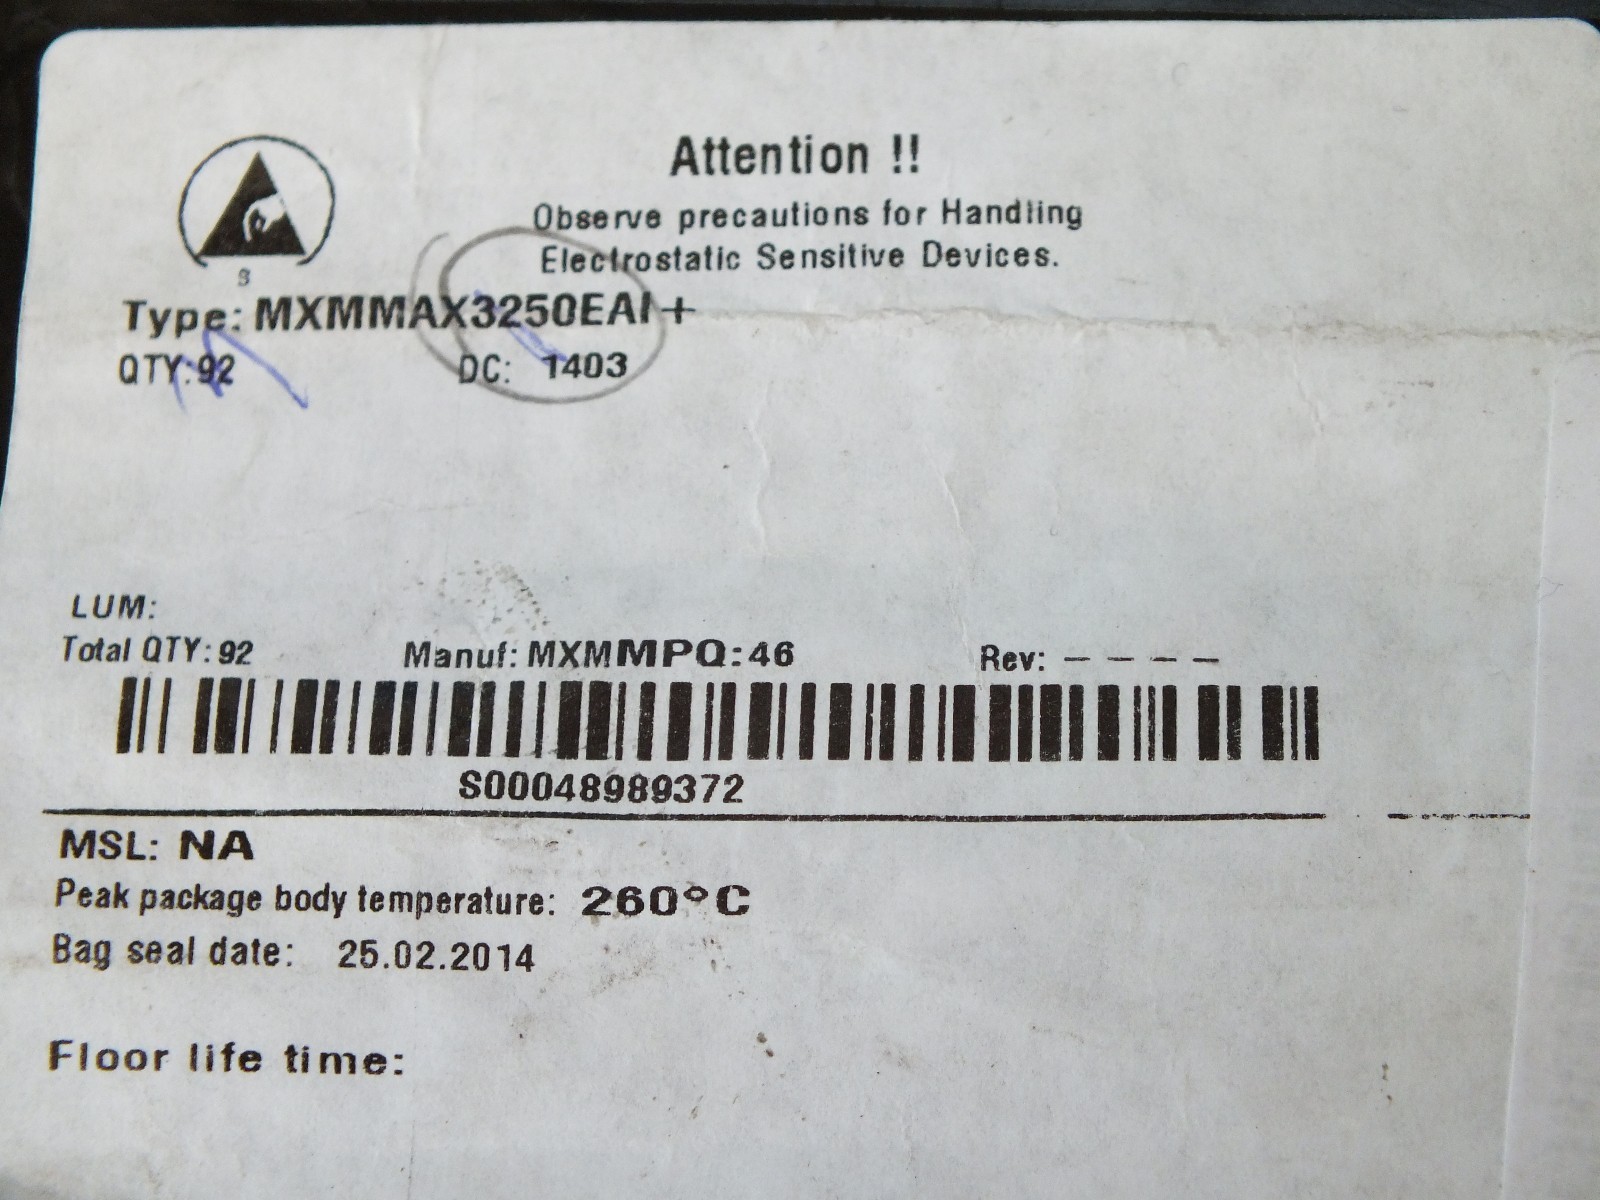 Attention !!
Observe precautions for Handling
Electrostatic Sensitive Devices.
S
Type: MXMMAX3250EAI+
QTY:92 DC: 1403
LUM:
Total QTY: 92 Manuf: MXMMPQ:46 Rev: – – – –
S00048989372
MSL: NA
Peak package body temperature: 260°C
Bag seal date: 25.02.2014
Floor life time: